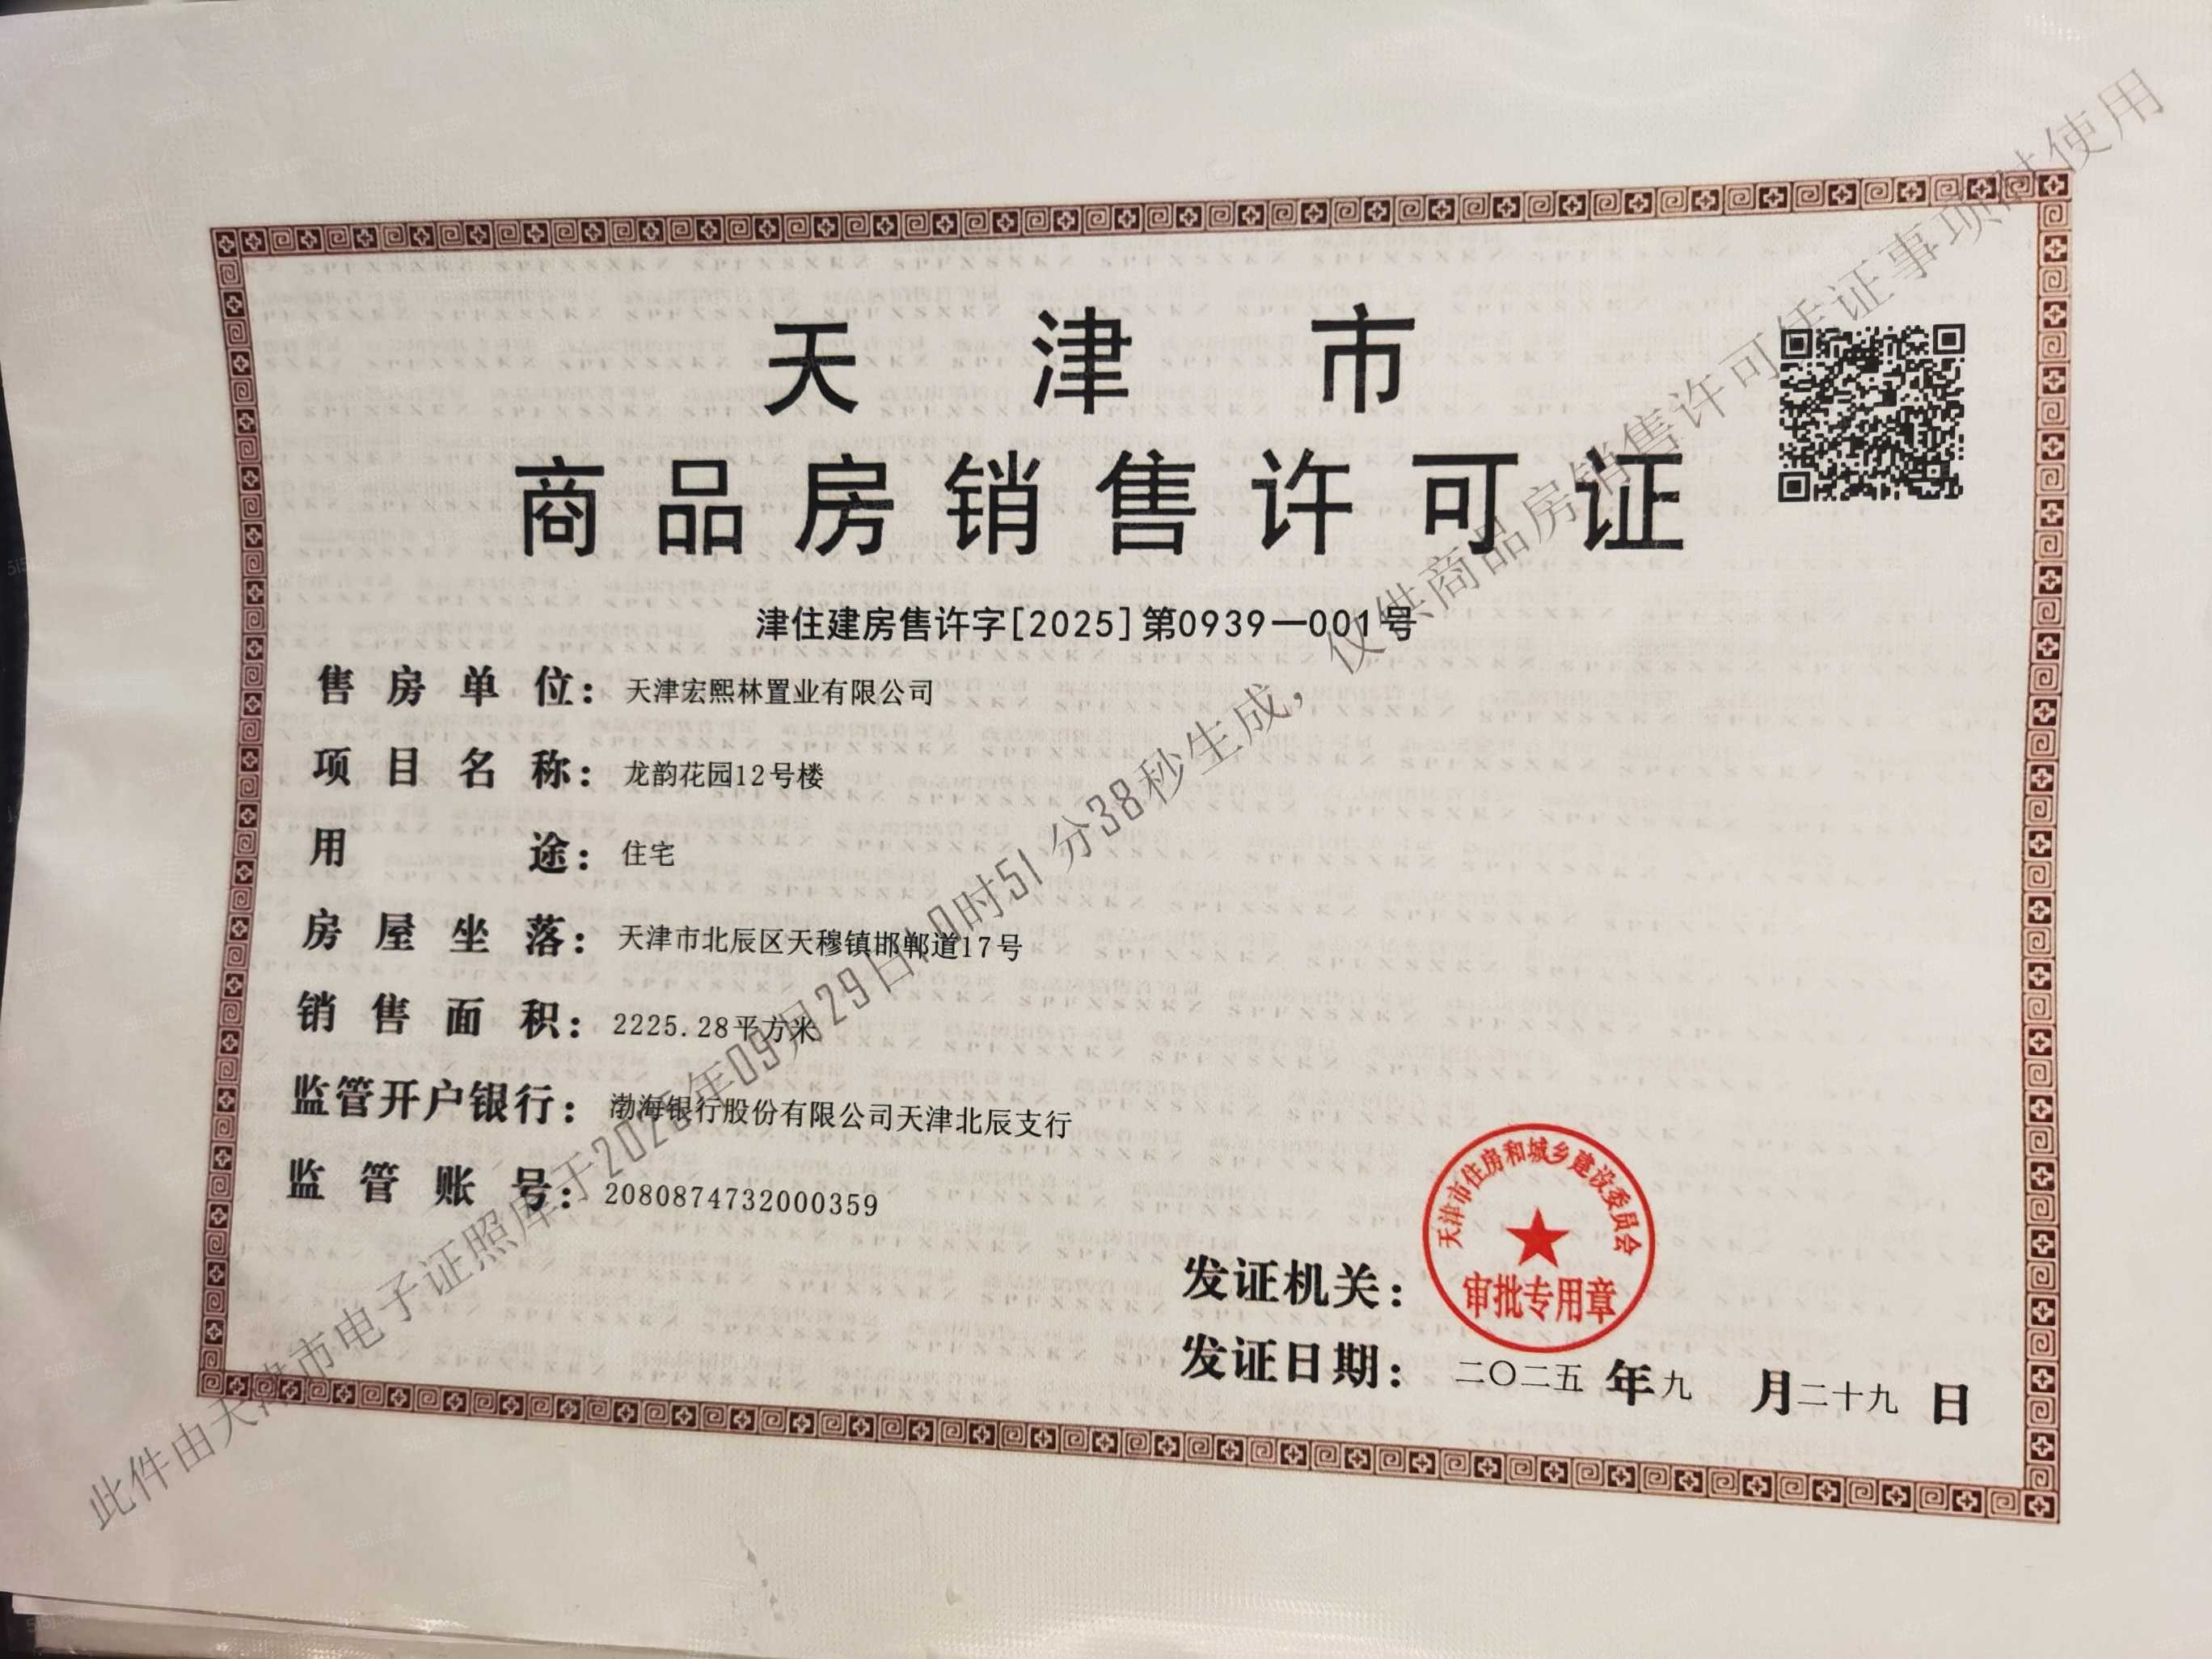 天津市
商品房销售许可证
津住建房售许字[2025]第0939—001号
售房单位：天津宏熙林置业有限公司
项目名称：龙韵花园12号楼
用途：住宅
房屋坐落：天津市北辰区天穆镇邯郸道17号
销售面积：2225.28平方米
监管开户银行：渤海银行股份有限公司天津北辰支行
监管账号：2080874732000359
发证机关：
天津市住房和城乡建设委员会
审批专用章
发证日期：二〇二五年九月二十九日
此件由天津市电子证照库于2025年09月29日10时51分38秒生成，仅供商品房销售许可凭证事项时使用